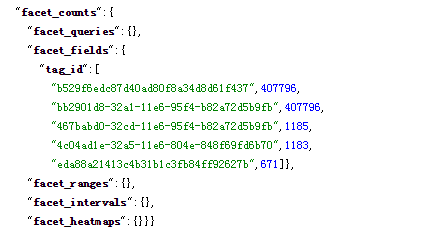 "facet_counts":{
"facet_queries":{},
"facet_fields":{
"tag_id":[
"b529f6edc87d40ad80f8a34d8d61f437",407796,
"bb2901d8-32a1-11e6-95f4-b82a72d5b9fb",407796,
"467babd0-32cd-11e6-95f4-b82a72d5b9fb",1185,
"4c04ad1e-32a5-11e6-804e-848f69fd6b70",1183,
"eda88a21413c4b31b1c3fb84ff92627b",671]},
"facet_ranges":{},
"facet_intervals":{},
"facet_heatmaps":{}}}